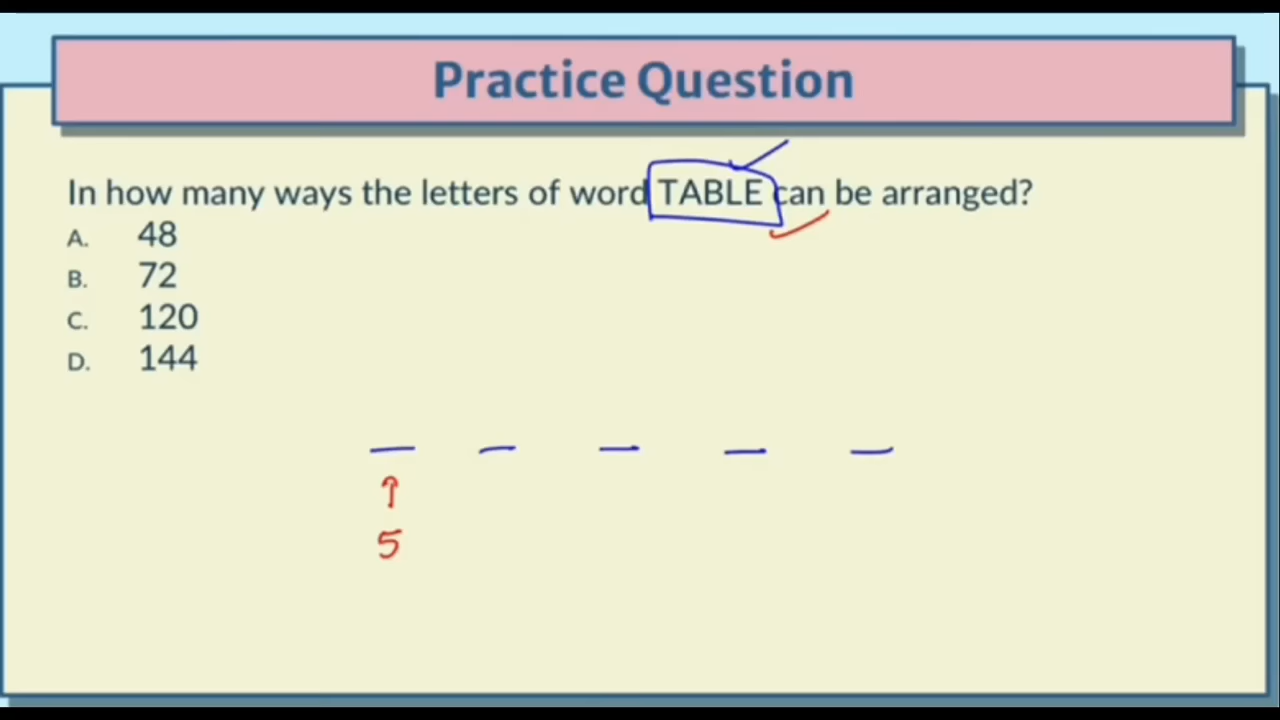 Practice Question
In how many ways the letters of word TABLE can be arranged?
A. 48
B. 72
C. 120
D. 144
5